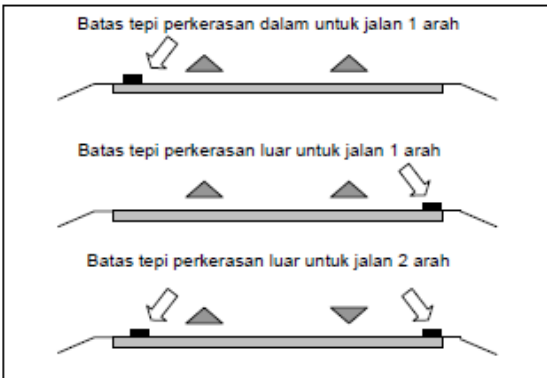 Batas tepi perkerasan dalam untuk jalan 1 arah
Batas tepi perkerasan luar untuk jalan 1 arah
Batas tepi perkerasan luar untuk jalan 2 arah